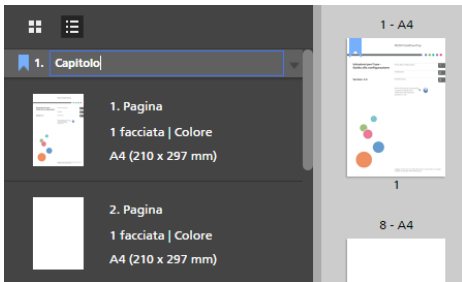 1. Capitolo
1. Pagina
1 facciata | Colore
A4 (210 x 297 mm)
2. Pagina
1 facciata | Colore
A4 (210 x 297 mm)
1 - A4
1
8 - A4